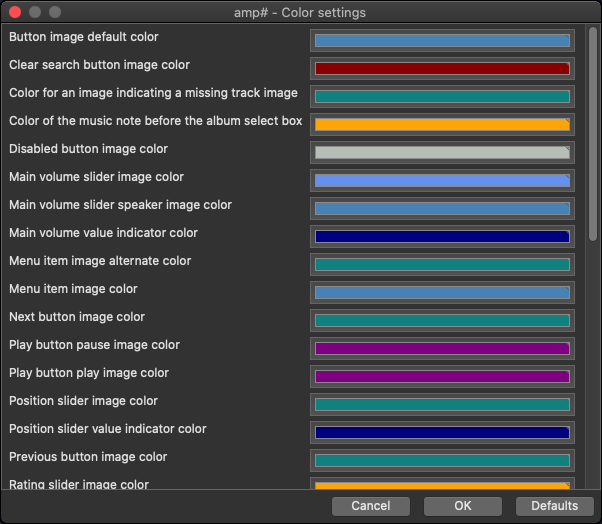 amp# - Color settings
Button image default color
Clear search button image color
Color for an image indicating a missing track image
Color of the music note before the album select box
Disabled button image color
Main volume slider image color
Main volume slider speaker image color
Main volume value indicator color
Menu item image alternate color
Menu item image color
Next button image color
Play button pause image color
Play button play image color
Position slider image color
Position slider value indicator color
Previous button image color
Rating slider image color
Cancel
OK
Defaults